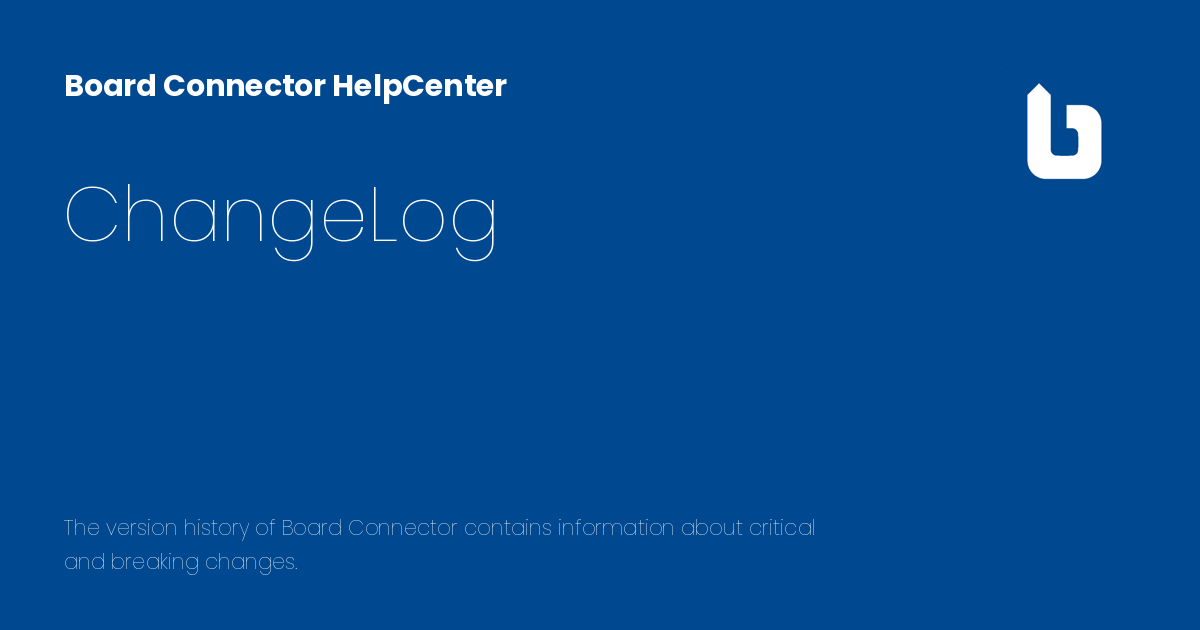 Board Connector HelpCenter
ChangeLog
The version history of Board Connector contains information about critical
and breaking changes.